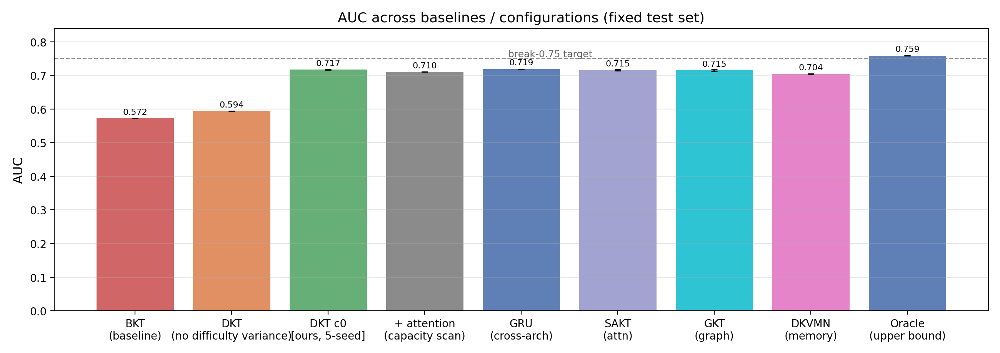 AUC across baselines / configurations (fixed test set)
AUC
0.8
0.7
0.6
0.5
0.4
0.3
0.2
0.1
0.0
break-0.75 target
0.572
0.594
0.717
0.710
0.719
0.715
0.715
0.704
0.759
BKT
(baseline)
DKT
(no difficulty variance)
DKT c0
[ours, 5-seed]
+ attention
(capacity scan)
GRU
(cross-arch)
SAKT
(attn)
GKT
(graph)
DKVMN
(memory)
Oracle
(upper bound)